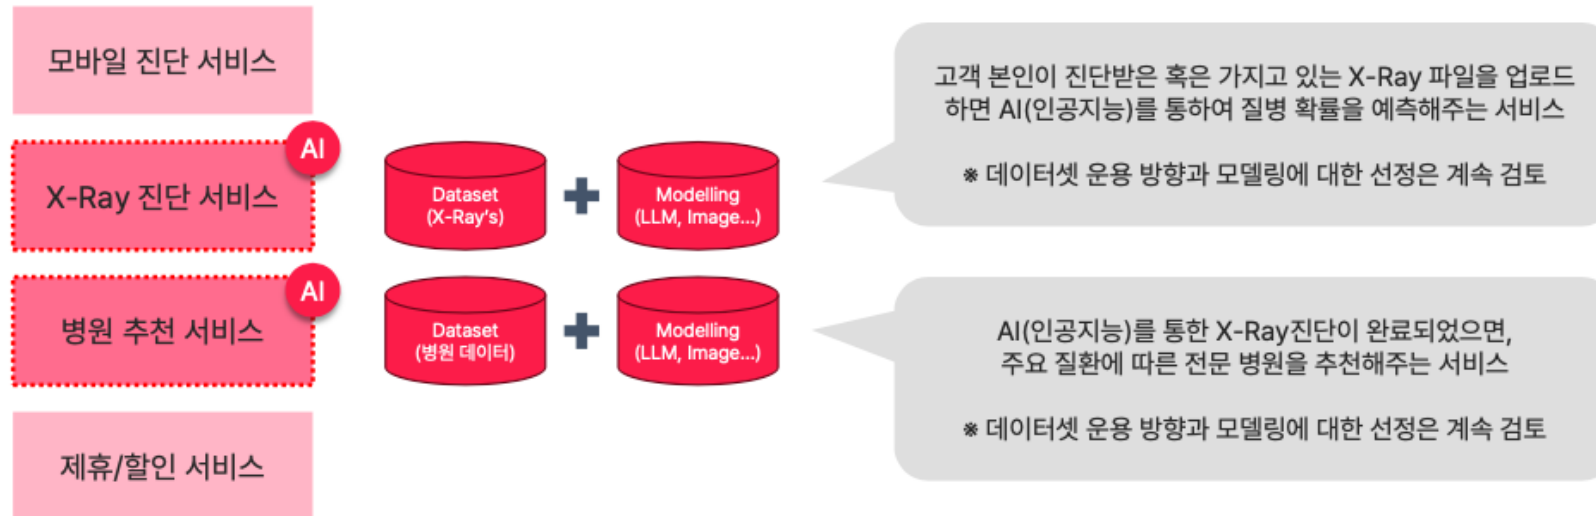 모바일 진단 서비스
X-Ray 진단 서비스
AI
Dataset
(X-Ray's)
Modelling
(LLM, Image...)
고객 본인이 진단받은 혹은 가지고 있는 X-Ray 파일을 업로드
하면 AI(인공지능)를 통하여 질병 확률을 예측해주는 서비스
※ 데이터셋 운용 방향과 모델링에 대한 선정은 계속 검토
병원 추천 서비스
AI
Dataset
(병원 데이터)
Modelling
(LLM, Image...)
AI(인공지능)를 통한 X-Ray진단이 완료되었으면,
주요 질환에 따른 전문 병원을 추천해주는 서비스
※ 데이터셋 운용 방향과 모델링에 대한 선정은 계속 검토
제휴/할인 서비스